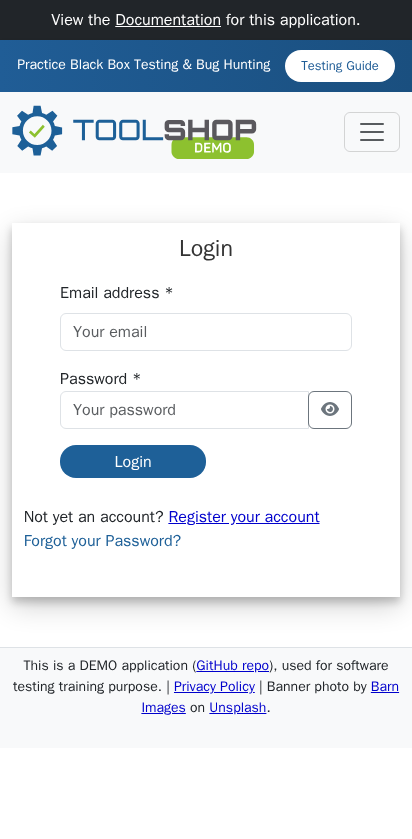 View the Documentation for this application.
Practice Black Box Testing & Bug Hunting
Testing Guide
TOOLSHOP
DEMO
Login
Email address *
Your email
Password *
Your password
Login
Not yet an account? Register your account
Forgot your Password?
This is a DEMO application (GitHub repo), used for software
testing training purpose. | Privacy Policy | Banner photo by Barn
Images on Unsplash.